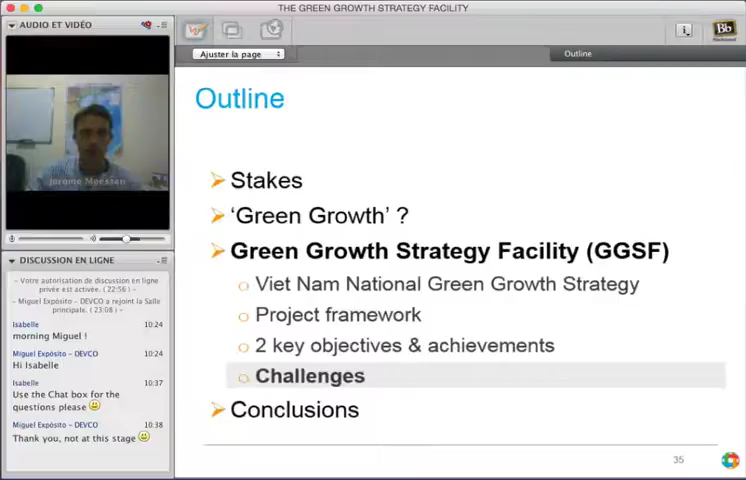 THE GREEN GROWTH STRATEGY FACILITY
AUDIO ET VIDÉO
Jerome Meessen
DISCUSSION EN LIGNE
– Votre autorisation de discussion en ligne
privée est activée. ( 22:56) –
– Miguel Expósito – DEVCO a rejoint la Salle
principale. ( 23:08) –
Isabelle 10:24
morning Miguel !
Miguel Expósito – DEVCO 10:24
Hi Isabelle
Isabelle 10:37
Use the Chat box for the
questions please
Miguel Expósito – DEVCO 10:38
Thank you, not at this stage
Ajuster la page
Outline
i
Bb
Outline
Stakes
‘Green Growth’ ?
Green Growth Strategy Facility (GGSF)
Viet Nam National Green Growth Strategy
Project framework
2 key objectives & achievements
Challenges
Conclusions
35